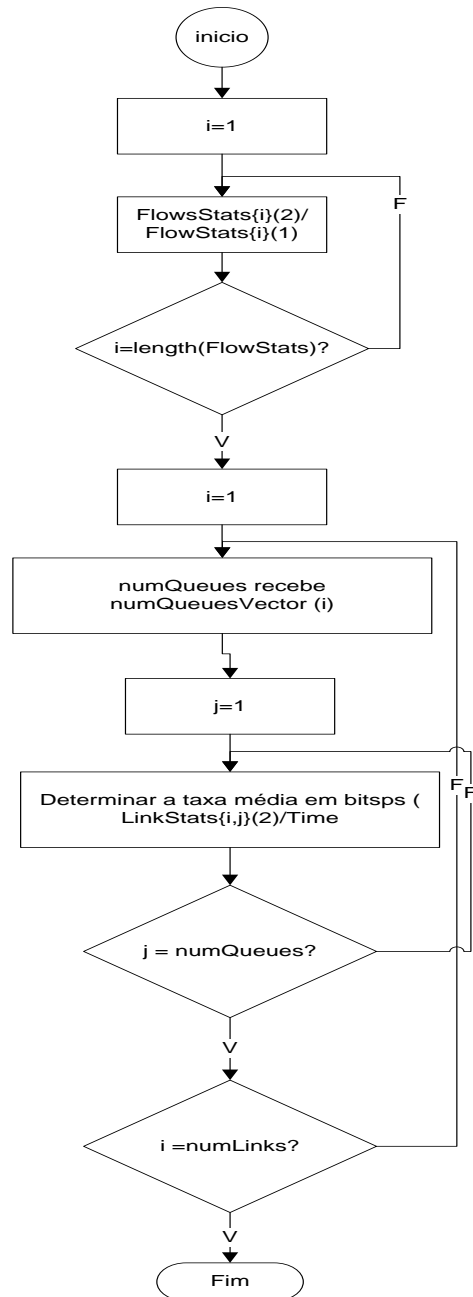 inicio
i=1
FlowsStats{i}(2)/
FlowStats{i}(1)
F
i=length(FlowStats)?
V
i=1
numQueues recebe
numQueuesVector (i)
j=1
Determinar a taxa média em bitsps (
LinkStats{i,j}(2)/Time
F
F
j = numQueues?
V
i =numLinks?
V
Fim